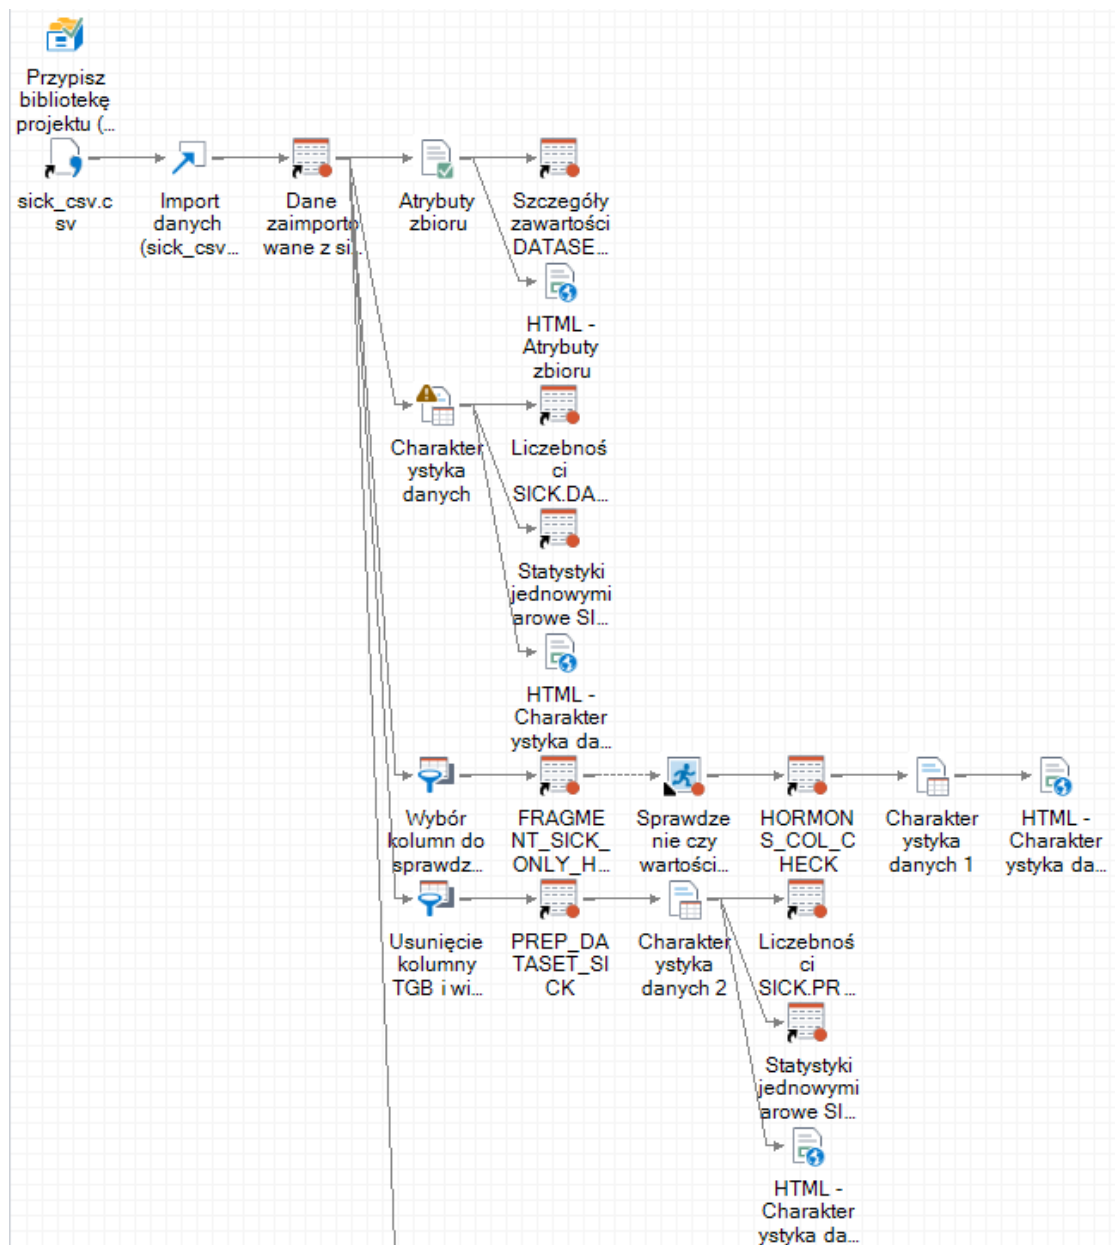 Przypisz
bibliotekę
projektu (...
sick_csv.c
sv
Import
danych
(sick_csv...
Dane
zaimporto
wane z si...
Atrybuty
zbioru
Szczegóły
zawartości
DATASE...
HTML -
Atrybuty
zbioru
Charakter
ystyka
danych
Liczebnoś
ci
SICK.DA...
Statystyki
jednowymi
arowe SI...
HTML -
Charakter
ystyka da...
Wybór
kolumn do
sprawdz...
FRAGME
NT_SICK_
ONLY_H...
Sprawdze
nie czy
wartości...
HORMON
S_COL_C
HECK
Charakter
ystyka
danych 1
HTML -
Charakter
ystyka da...
Usunięcie
kolumny
TGB i wi...
PREP_DA
TASET_SI
CK
Charakter
ystyka
danych 2
Liczebnoś
ci
SICK.PR...
Statystyki
jednowymi
arowe SI...
HTML -
Charakter
ystyka da...